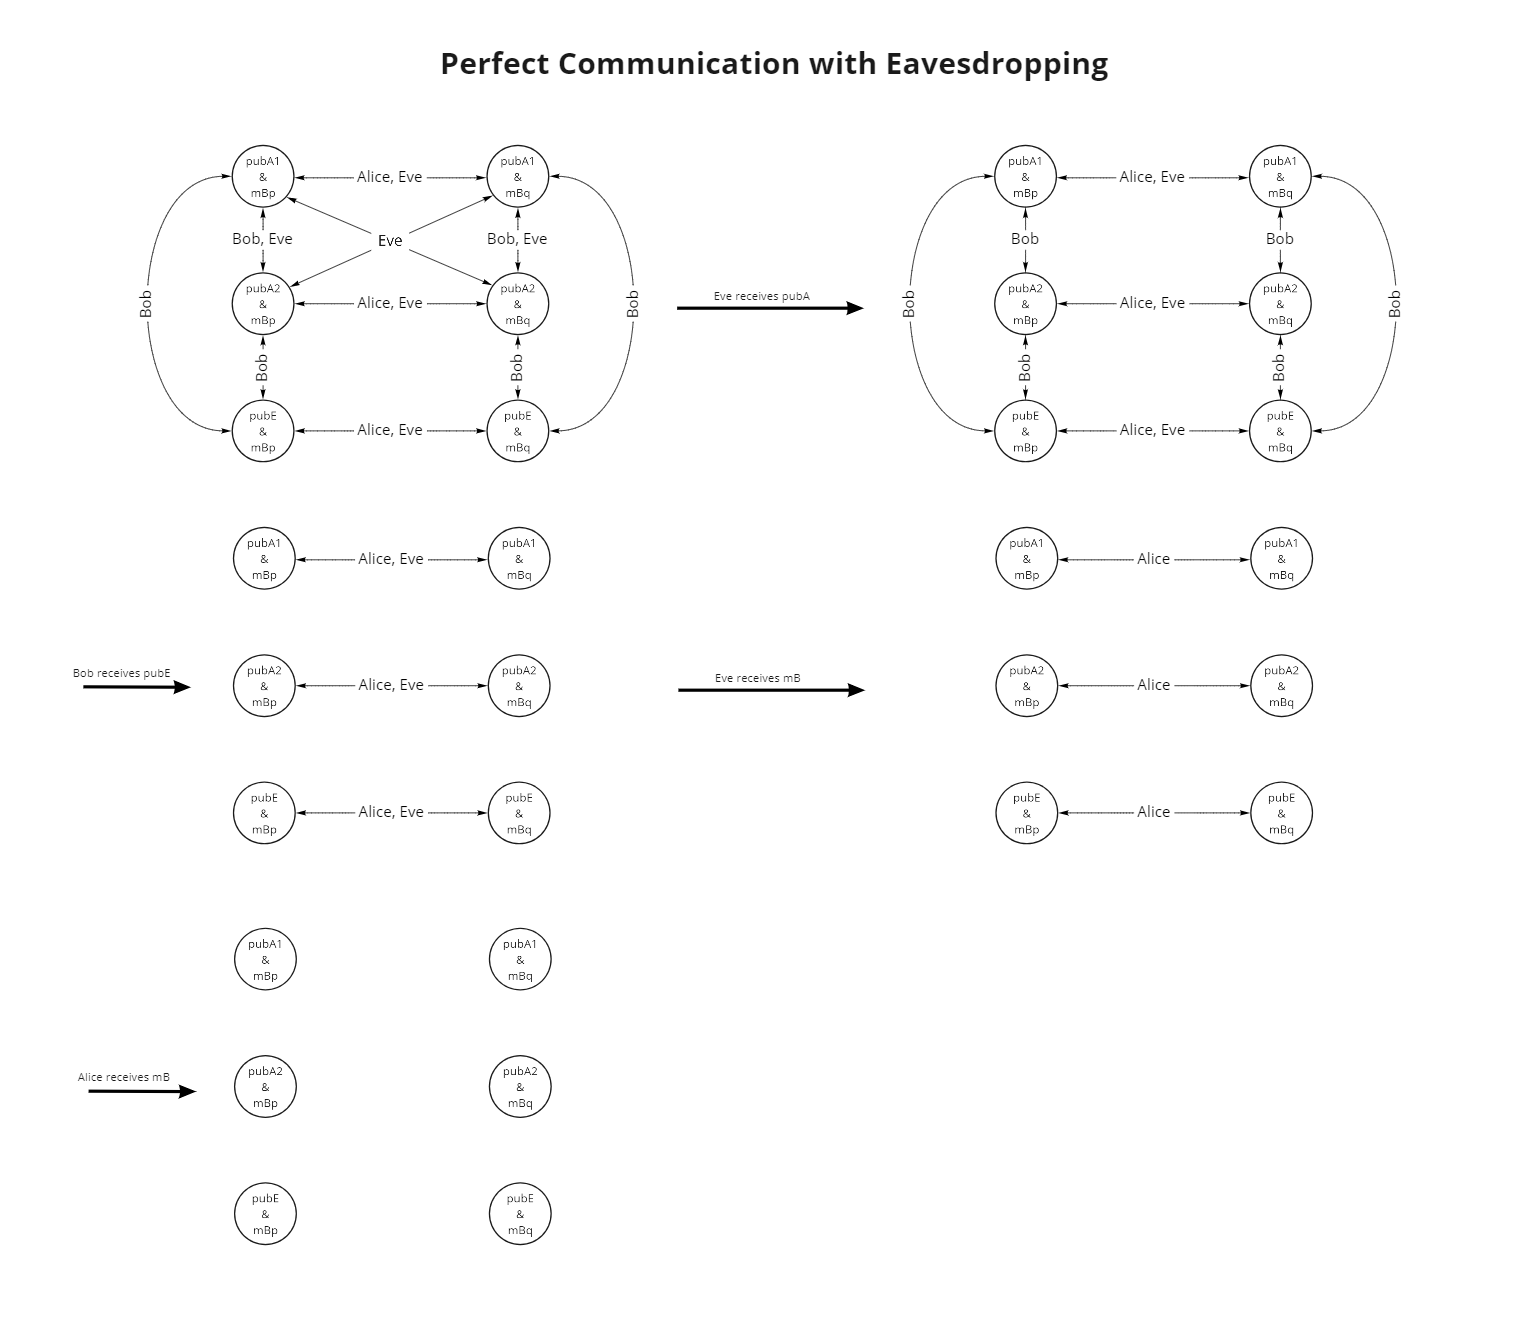 Perfect Communication with Eavesdropping
pubA1
&
mBp
Alice, Eve
pubA1
&
mBq
Bob, Eve
Eve
Bob, Eve
Bob
pubA2
&
mBp
Alice, Eve
pubA2
&
mBq
Bob
Bob
Bob
pubE
&
mBp
Alice, Eve
pubE
&
mBq
Eve receives pubA
pubA1
&
mBp
Alice, Eve
pubA1
&
mBq
Bob
Bob
Bob
pubA2
&
mBp
Alice, Eve
pubA2
&
mBq
Bob
Bob
Bob
pubE
&
mBp
Alice, Eve
pubE
&
mBq
Bob receives pubE
pubA1
&
mBp
Alice, Eve
pubA1
&
mBq
pubA2
&
mBp
Alice, Eve
pubA2
&
mBq
pubE
&
mBp
Alice, Eve
pubE
&
mBq
Eve receives mB
pubA1
&
mBp
Alice
pubA1
&
mBq
pubA2
&
mBp
Alice
pubA2
&
mBq
pubE
&
mBp
Alice
pubE
&
mBq
Alice receives mB
pubA1
&
mBp
pubA1
&
mBq
pubA2
&
mBp
pubA2
&
mBq
pubE
&
mBp
pubE
&
mBq